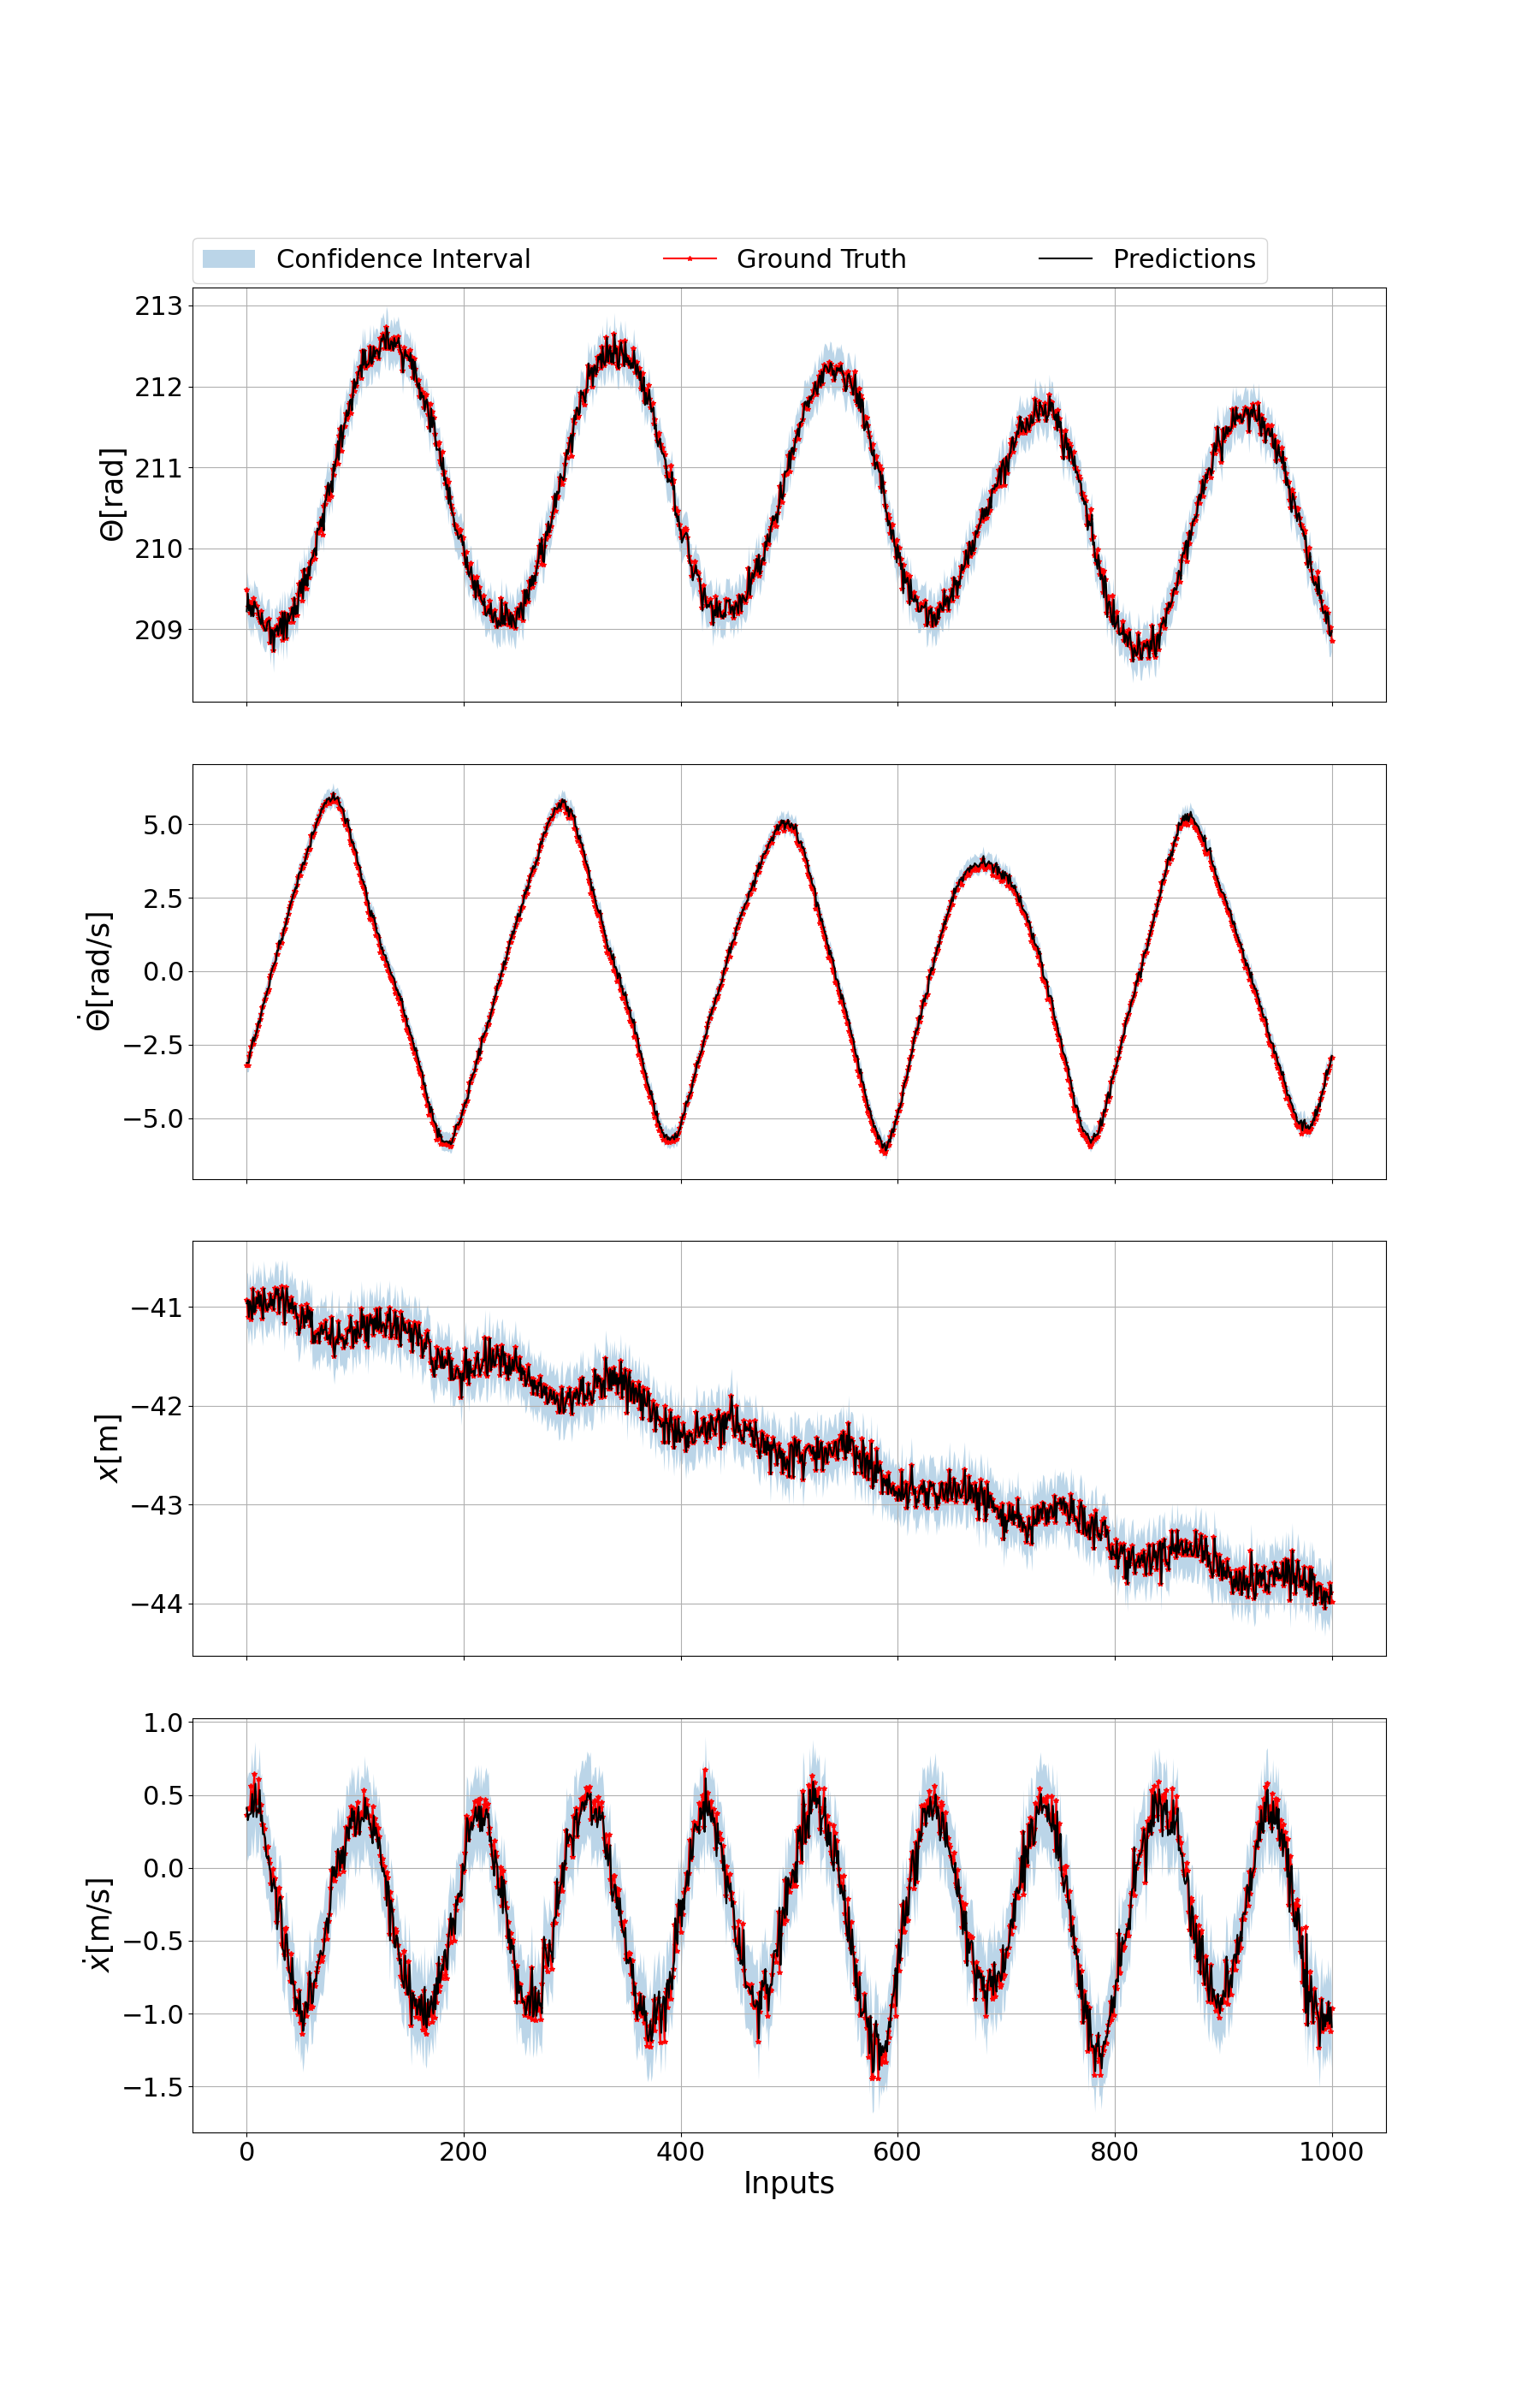 Confidence Interval Ground Truth Predictions
213
212
211
210
209
Θ[rad]
5.0
2.5
0.0
−2.5
−5.0
Θ̇[rad/s]
−41
−42
−43
−44
x[m]
1.0
0.5
0.0
−0.5
−1.0
−1.5
ẋ[m/s]
0 200 400 600 800 1000
Inputs